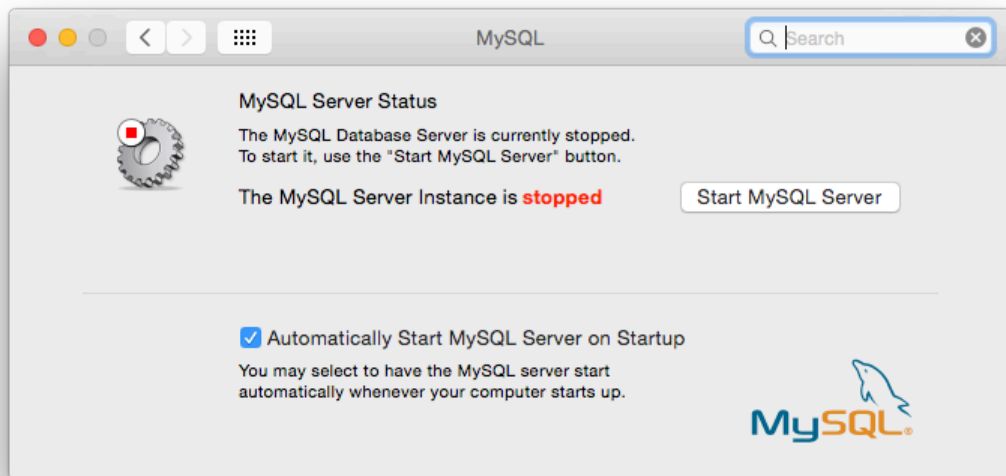 MySQL
Search
MySQL Server Status
The MySQL Database Server is currently stopped.
To start it, use the "Start MySQL Server" button.
The MySQL Server Instance is stopped
Start MySQL Server
Automatically Start MySQL Server on Startup
You may select to have the MySQL server start
automatically whenever your computer starts up.
MySQL®